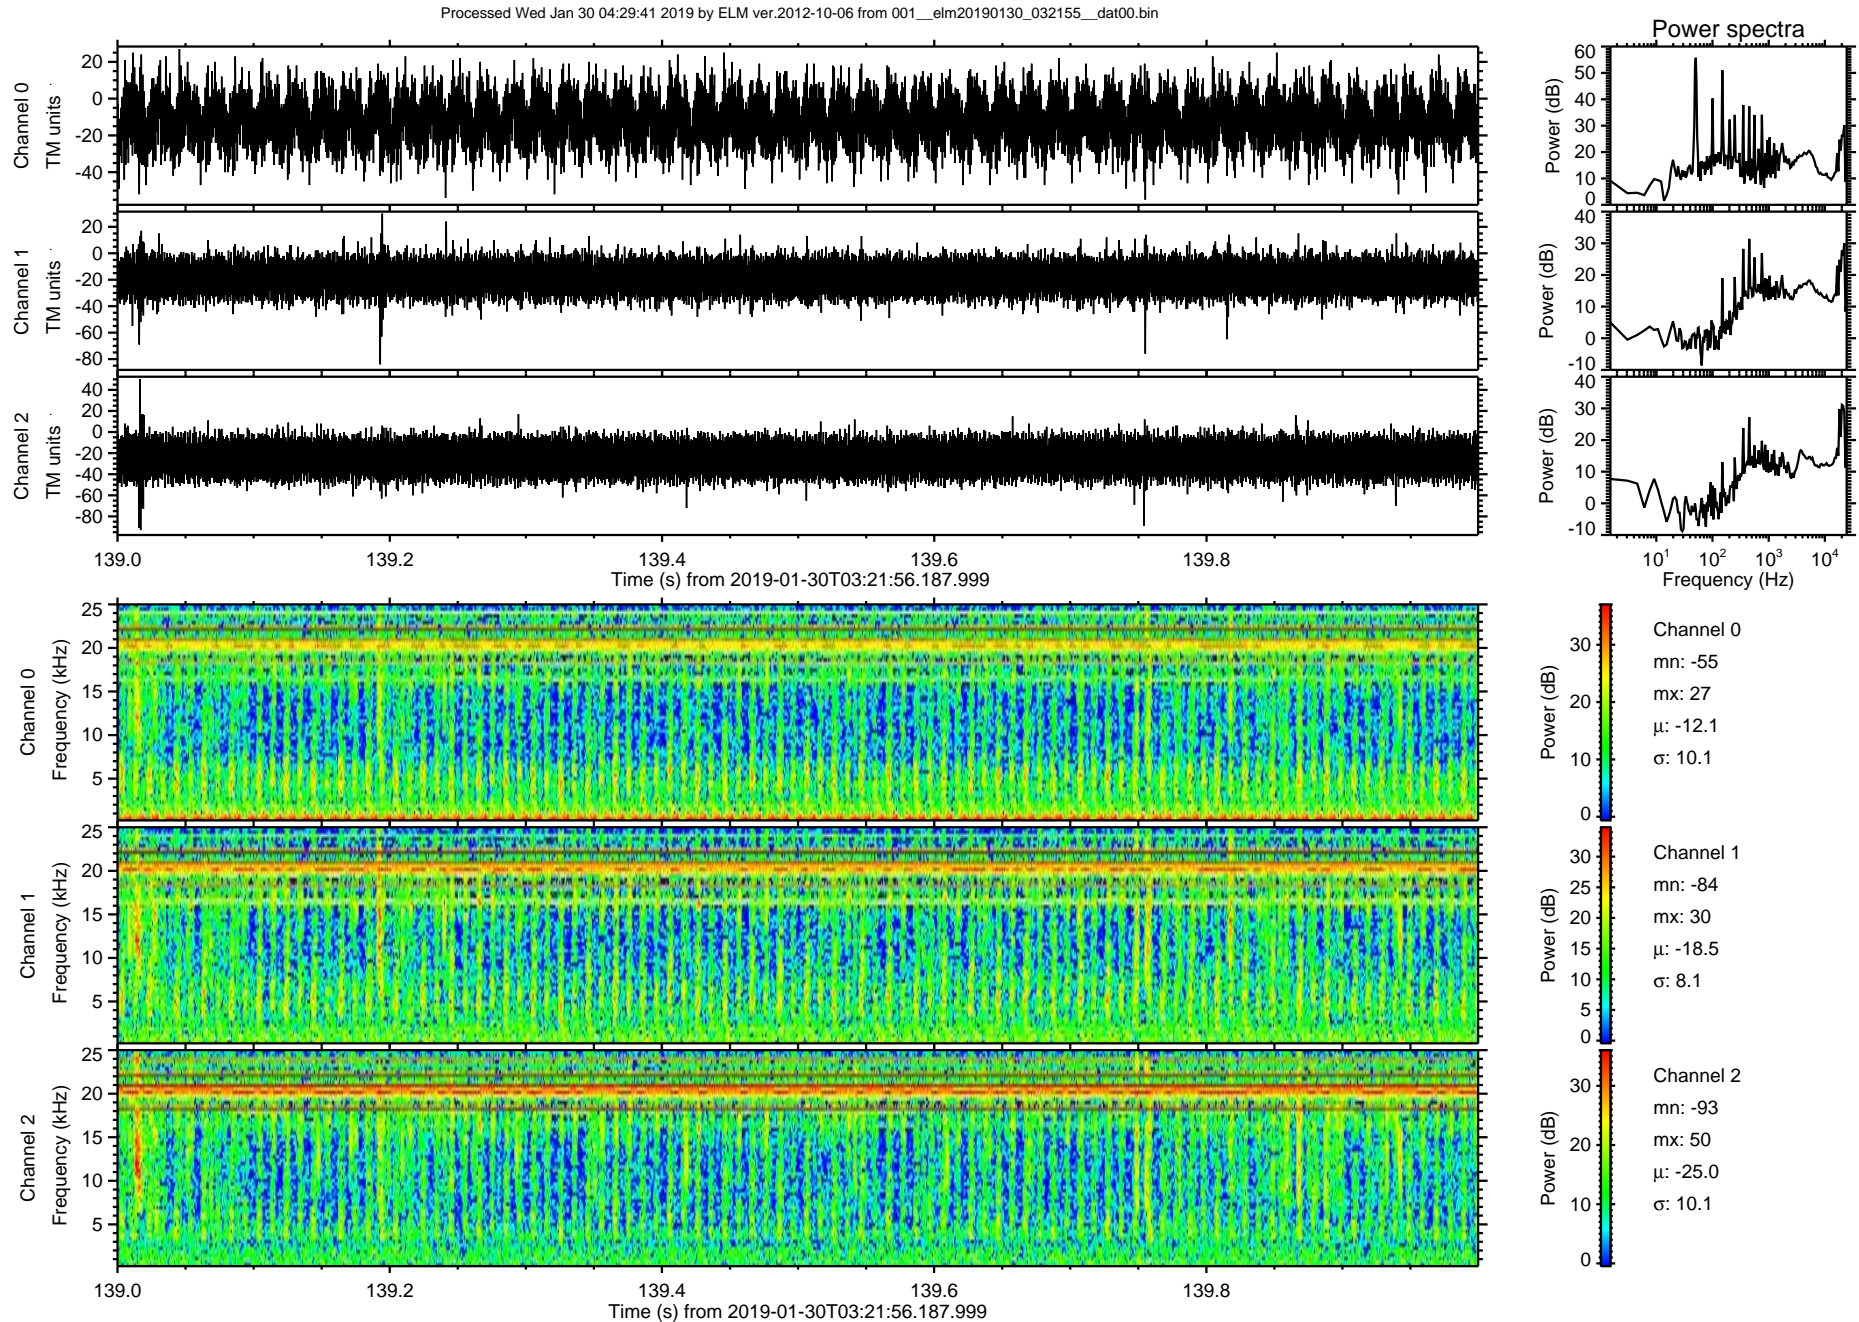 Processed Wed Jan 30 04:29:41 2019 by ELM ver.2012-10-06 from 001__elm20190130_032155__dat00.bin
Power spectra
Channel 0
TM units
20
0
-20
-40
Power (dB)
60
50
40
30
20
10
0
Channel 1
TM units
20
0
-20
-40
-60
-80
Power (dB)
40
30
20
10
0
-10
Channel 2
TM units
40
20
0
-20
-40
-60
-80
Power (dB)
40
30
20
10
0
-10
139.0 139.2 139.4 139.6 139.8
Time (s) from 2019-01-30T03:21:56.187.999
10¹ 10² 10³ 10⁴
Frequency (Hz)
Channel 0
Frequency (kHz)
25
20
15
10
5
Power (dB)
30
20
10
0
Channel 0
mn: -55
mx: 27
μ: -12.1
σ: 10.1
Channel 1
Frequency (kHz)
25
20
15
10
5
Power (dB)
30
25
20
15
10
5
0
Channel 1
mn: -84
mx: 30
μ: -18.5
σ: 8.1
Channel 2
Frequency (kHz)
25
20
15
10
5
Power (dB)
30
20
10
0
Channel 2
mn: -93
mx: 50
μ: -25.0
σ: 10.1
139.0 139.2 139.4 139.6 139.8
Time (s) from 2019-01-30T03:21:56.187.999